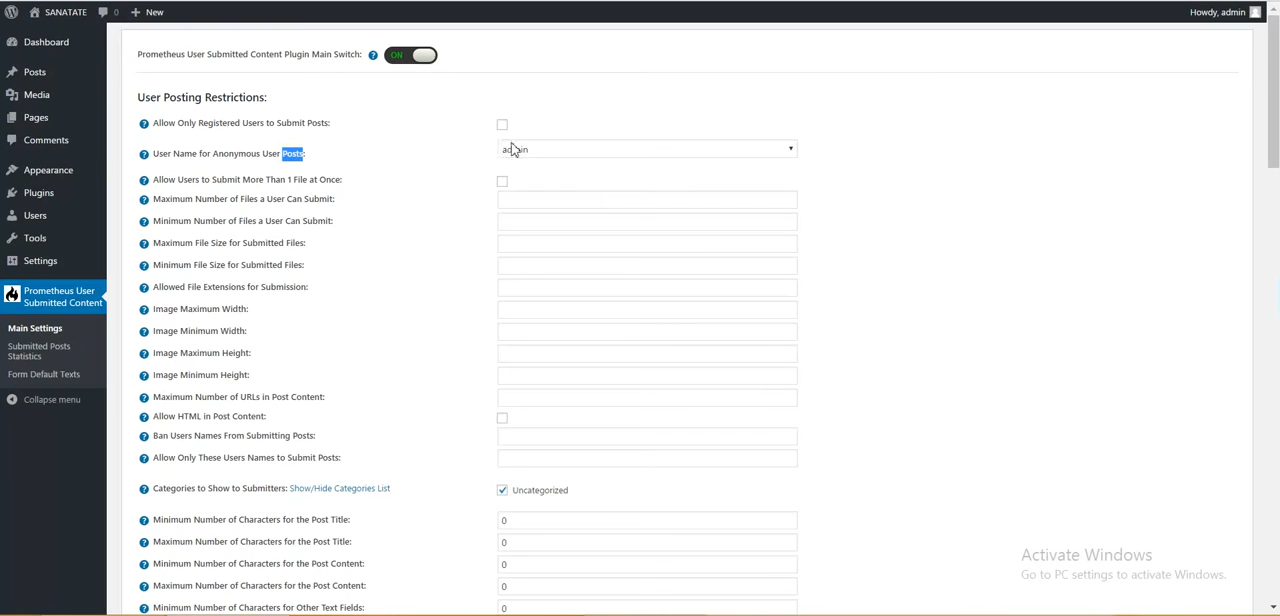 SANATATE 0 + New Howdy, admin
Dashboard
Posts
Media
Pages
Comments
Appearance
Plugins
Users
Tools
Settings
Prometheus User
Submitted Content
Main Settings
Submitted Posts
Statistics
Form Default Texts
Collapse menu
Prometheus User Submitted Content Plugin Main Switch: ? ON
User Posting Restrictions:
? Allow Only Registered Users to Submit Posts:
? User Name for Anonymous User Posts: admin
? Allow Users to Submit More Than 1 File at Once:
? Maximum Number of Files a User Can Submit:
? Minimum Number of Files a User Can Submit:
? Maximum File Size for Submitted Files:
? Minimum File Size for Submitted Files:
? Allowed File Extensions for Submission:
? Image Maximum Width:
? Image Minimum Width:
? Image Maximum Height:
? Image Minimum Height:
? Maximum Number of URLs in Post Content:
? Allow HTML in Post Content:
? Ban Users Names From Submitting Posts:
? Allow Only These Users Names to Submit Posts:
? Categories to Show to Submitters: Show/Hide Categories List Uncategorized
? Minimum Number of Characters for the Post Title: 0
? Maximum Number of Characters for the Post Title: 0
? Minimum Number of Characters for the Post Content: 0
? Maximum Number of Characters for the Post Content: 0
? Minimum Number of Characters for Other Text Fields: 0
Activate Windows
Go to PC settings to activate Windows.